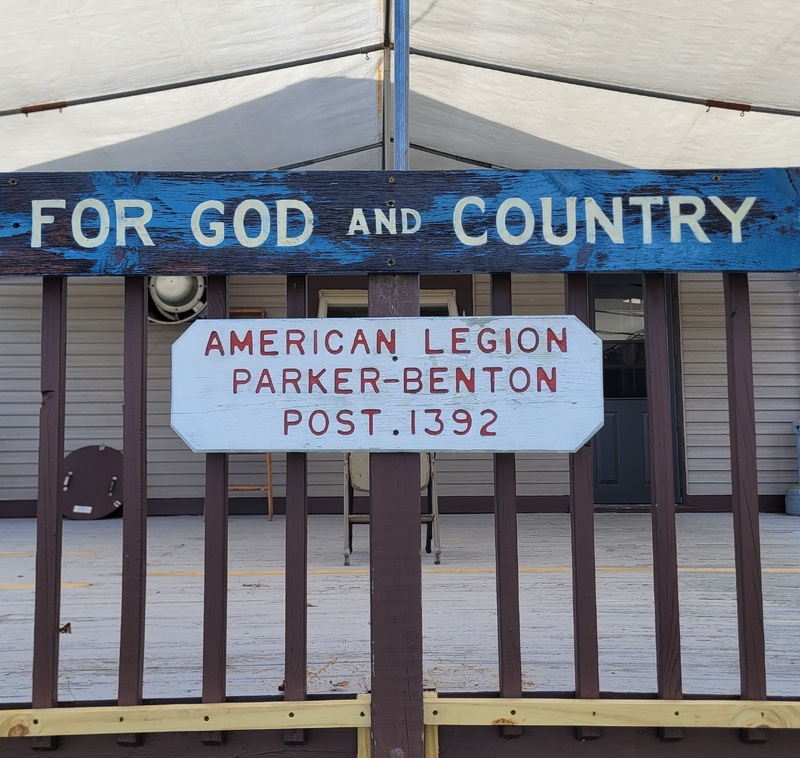 FOR GOD AND COUNTRY
AMERICAN LEGION
PARKER-BENTON
POST.1392